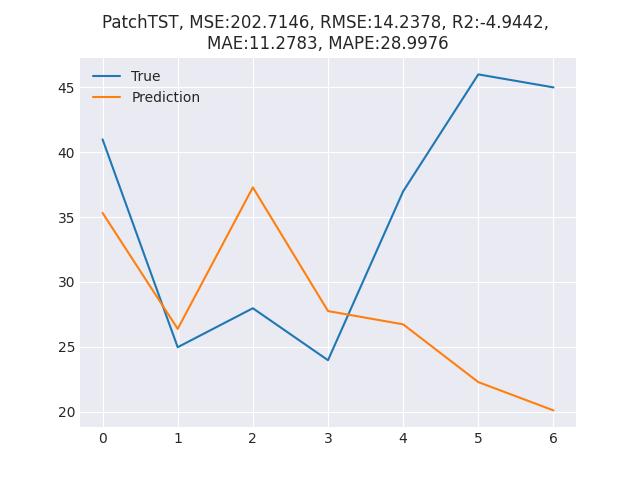 PatchTST, MSE:202.7146, RMSE:14.2378, R2:-4.9442,
MAE:11.2783, MAPE:28.9976
True
Prediction
45
40
35
30
25
20
0 1 2 3 4 5 6